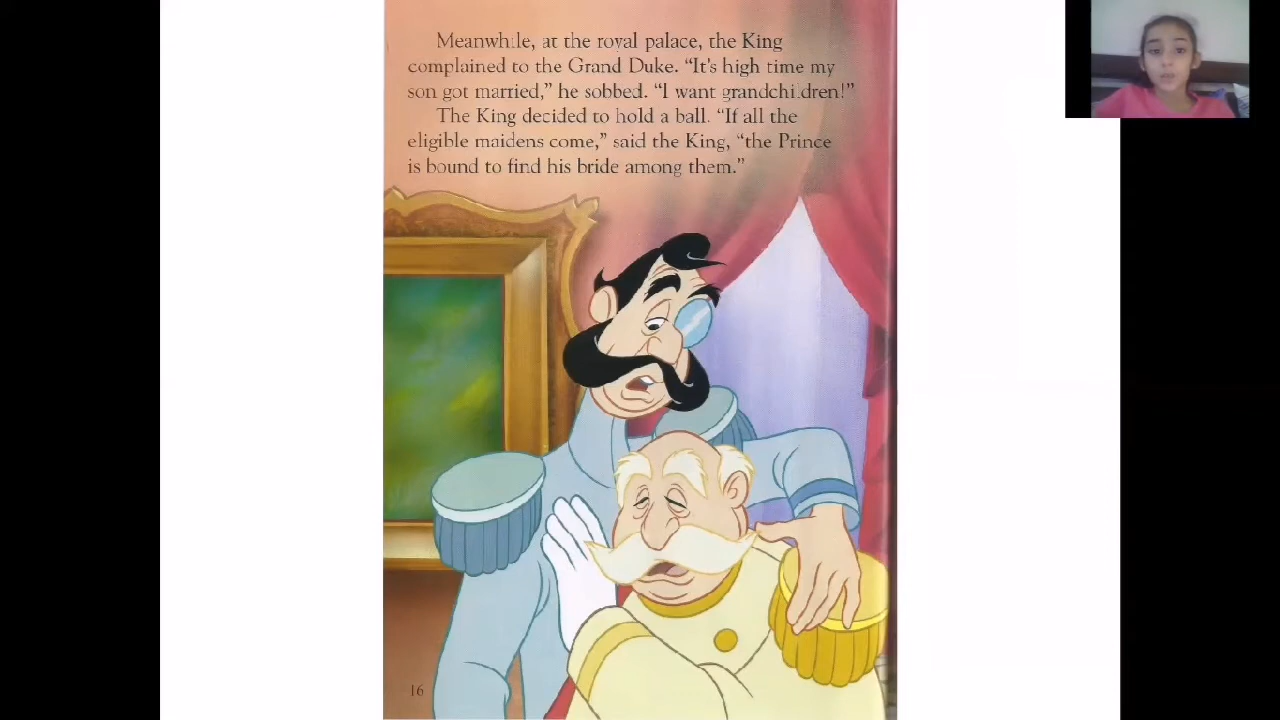 Meanwhile, at the royal palace, the King
complained to the Grand Duke. “It's high time my
son got married,” he sobbed. “I want grandchildren!”
The King decided to hold a ball. “If all the
eligible maidens come,” said the King, “the Prince
is bound to find his bride among them.”
16